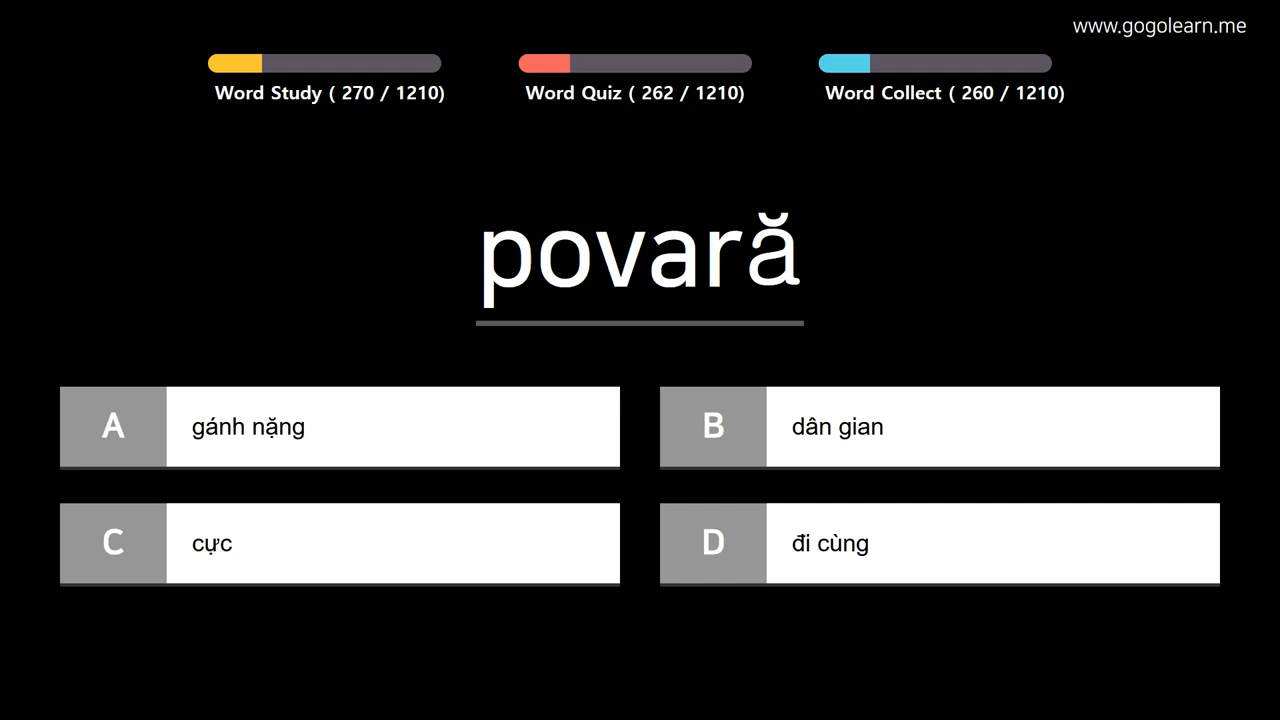 www.gogolearn.me
Word Study ( 270 / 1210)
Word Quiz ( 262 / 1210)
Word Collect ( 260 / 1210)
povară
A gánh nặng
B dân gian
C cực
D đi cùng